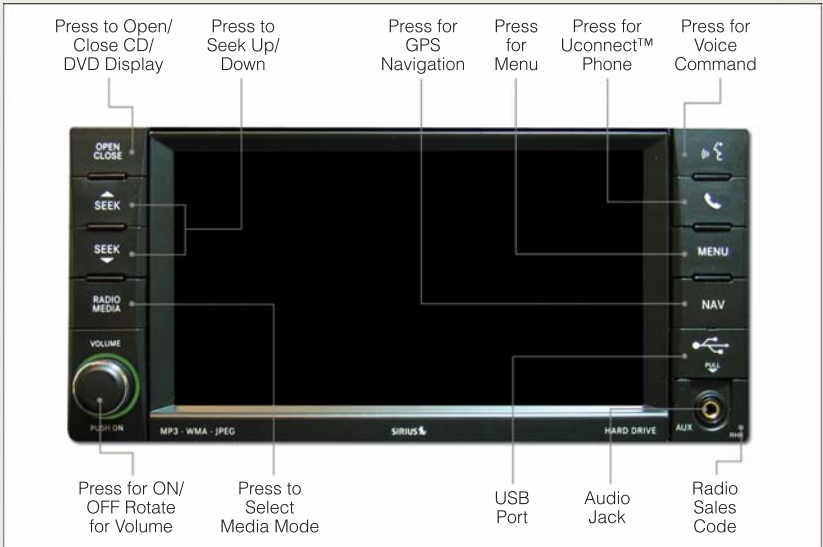 Press to Open/
Close CD/
DVD Display
Press to
Seek Up/
Down
Press for
GPS
Navigation
Press
for
Menu
Press for
Uconnect™
Phone
Press for
Voice
Command
OPEN
CLOSE
SEEK
SEEK
RADIO
MEDIA
VOLUME
PUSH ON
MP3 - WMA - JPEG
SIRIUS
HARD DRIVE
MENU
NAV
PULL
AUX
RHR
Press for ON/
OFF Rotate
for Volume
Press to
Select
Media Mode
USB
Port
Audio
Jack
Radio
Sales
Code